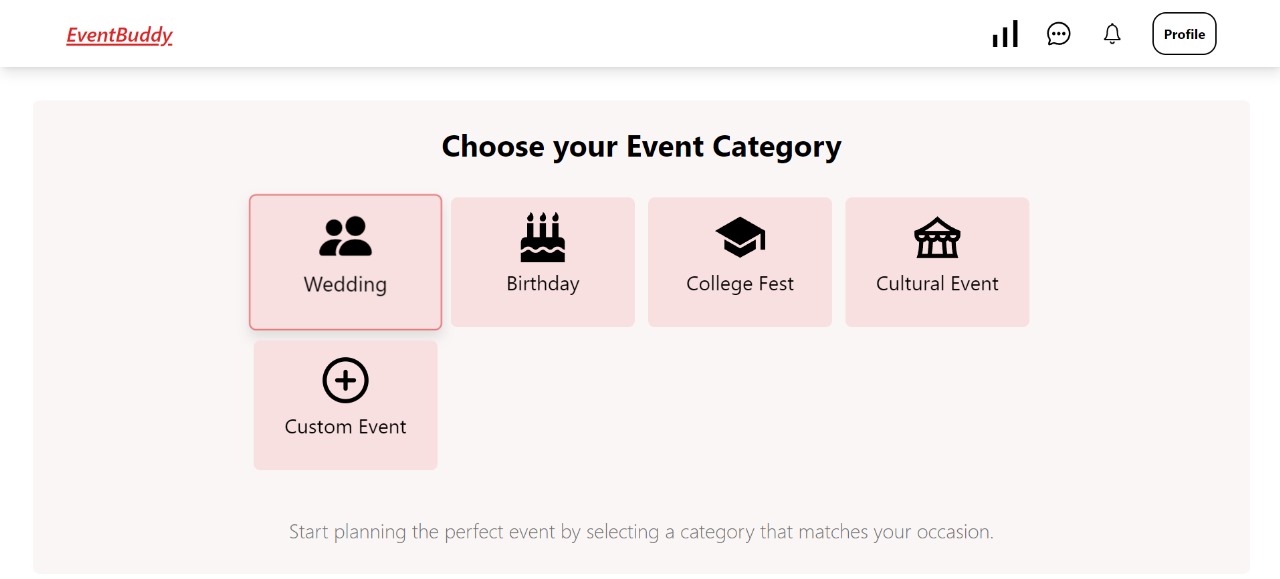 EventBuddy
Profile
Choose your Event Category
Wedding
Birthday
College Fest
Cultural Event
Custom Event
Start planning the perfect event by selecting a category that matches your occasion.